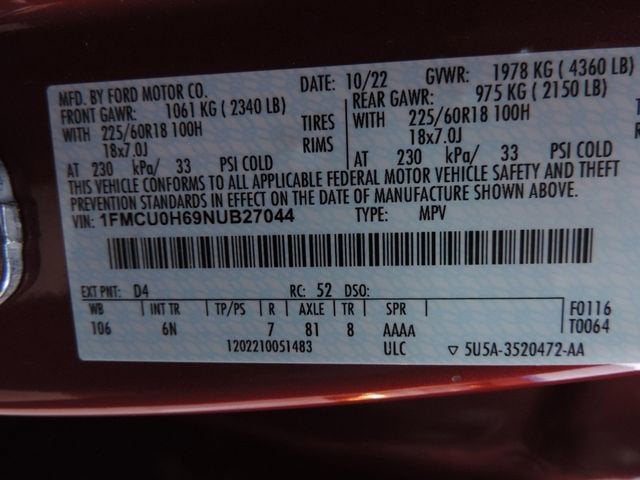 MFD. BY FORD MOTOR CO. DATE: 10/22 GVWR: 1978 KG ( 4360 LB)
FRONT GAWR: 1061 KG ( 2340 LB) REAR GAWR: 975 KG ( 2150 LB)
WITH 225/60R18 100H TIRES WITH 225/60R18 100H
18x7.0J RIMS 18x7.0J
AT 230 kPa/ 33 PSI COLD AT 230 kPa/ 33 PSI COLD
THIS VEHICLE CONFORMS TO ALL APPLICABLE FEDERAL MOTOR VEHICLE SAFETY AND THEFT
PREVENTION STANDARDS IN EFFECT ON THE DATE OF MANUFACTURE SHOWN ABOVE.
VIN: 1FMCU0H69NUB27044 TYPE: MPV
EXT PNT: D4 RC: 52 DSO:
WB INT TR TP/PS R AXLE TR SPR F0116
106 6N 7 81 8 AAAA T0064
1202210051483 ULC ▽ 5U5A-3520472-AA